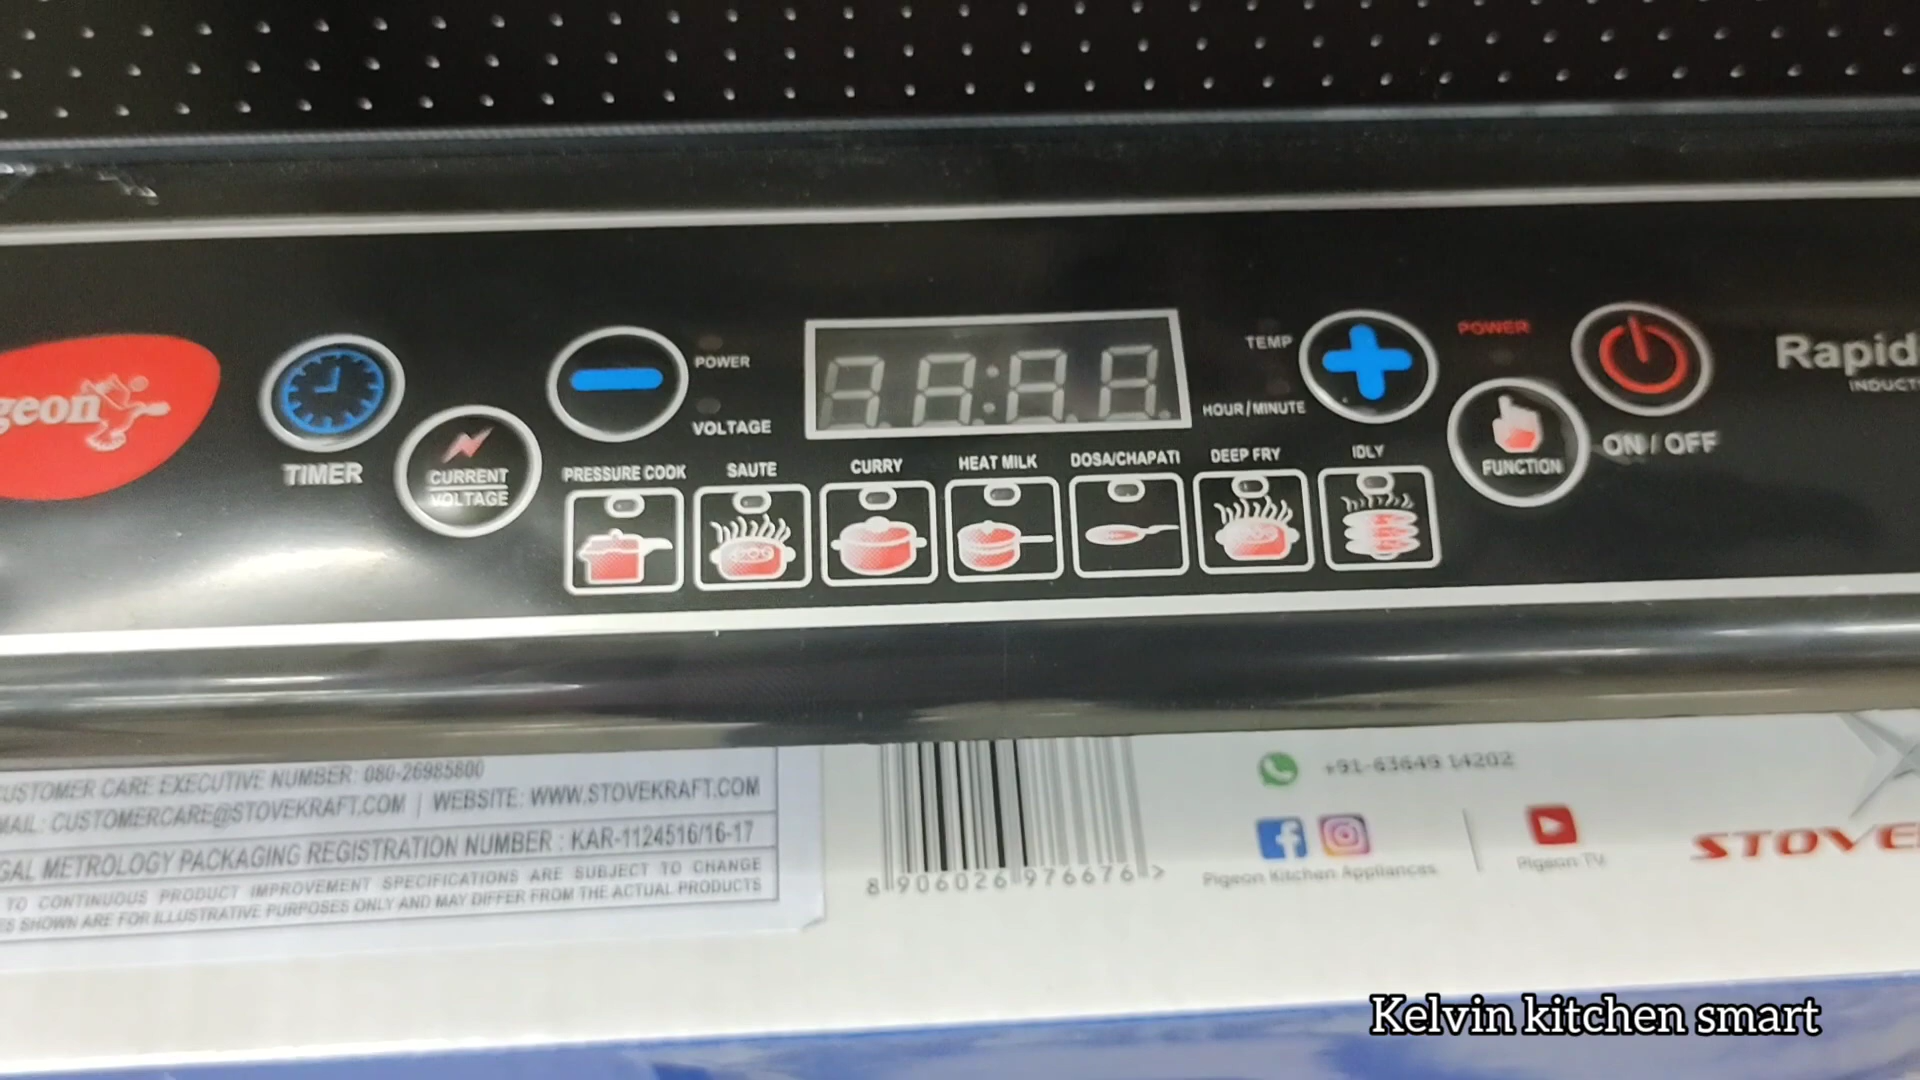 geon
TIMER
CURRENT
VOLTAGE
POWER
VOLTAGE
TEMP
HOUR/MINUTE
POWER
FUNCTION
ON/OFF
Rapid
PRESSURE COOK
SAUTE
CURRY
HEAT MILK
DOSA/CHAPATI
DEEP FRY
IDLY
CUSTOMER CARE EXECUTIVE NUMBER: 080-26985800
MAIL: CUSTOMERCARE@STOVEKRAFT.COM | WEBSITE: WWW.STOVEKRAFT.COM
GAL METROLOGY PACKAGING REGISTRATION NUMBER : KAR-1124516/16-17
TO CONTINUOUS PRODUCT IMPROVEMENT SPECIFICATIONS ARE SUBJECT TO CHANGE
ES SHOWN ARE FOR ILLUSTRATIVE PURPOSES ONLY AND MAY DIFFER FROM THE ACTUAL PRODUCTS
8 906026 976676 >
+91-63649 14202
Pigeon Kitchen Appliances
Pigeon TV
STOVE
Kelvin kitchen smart